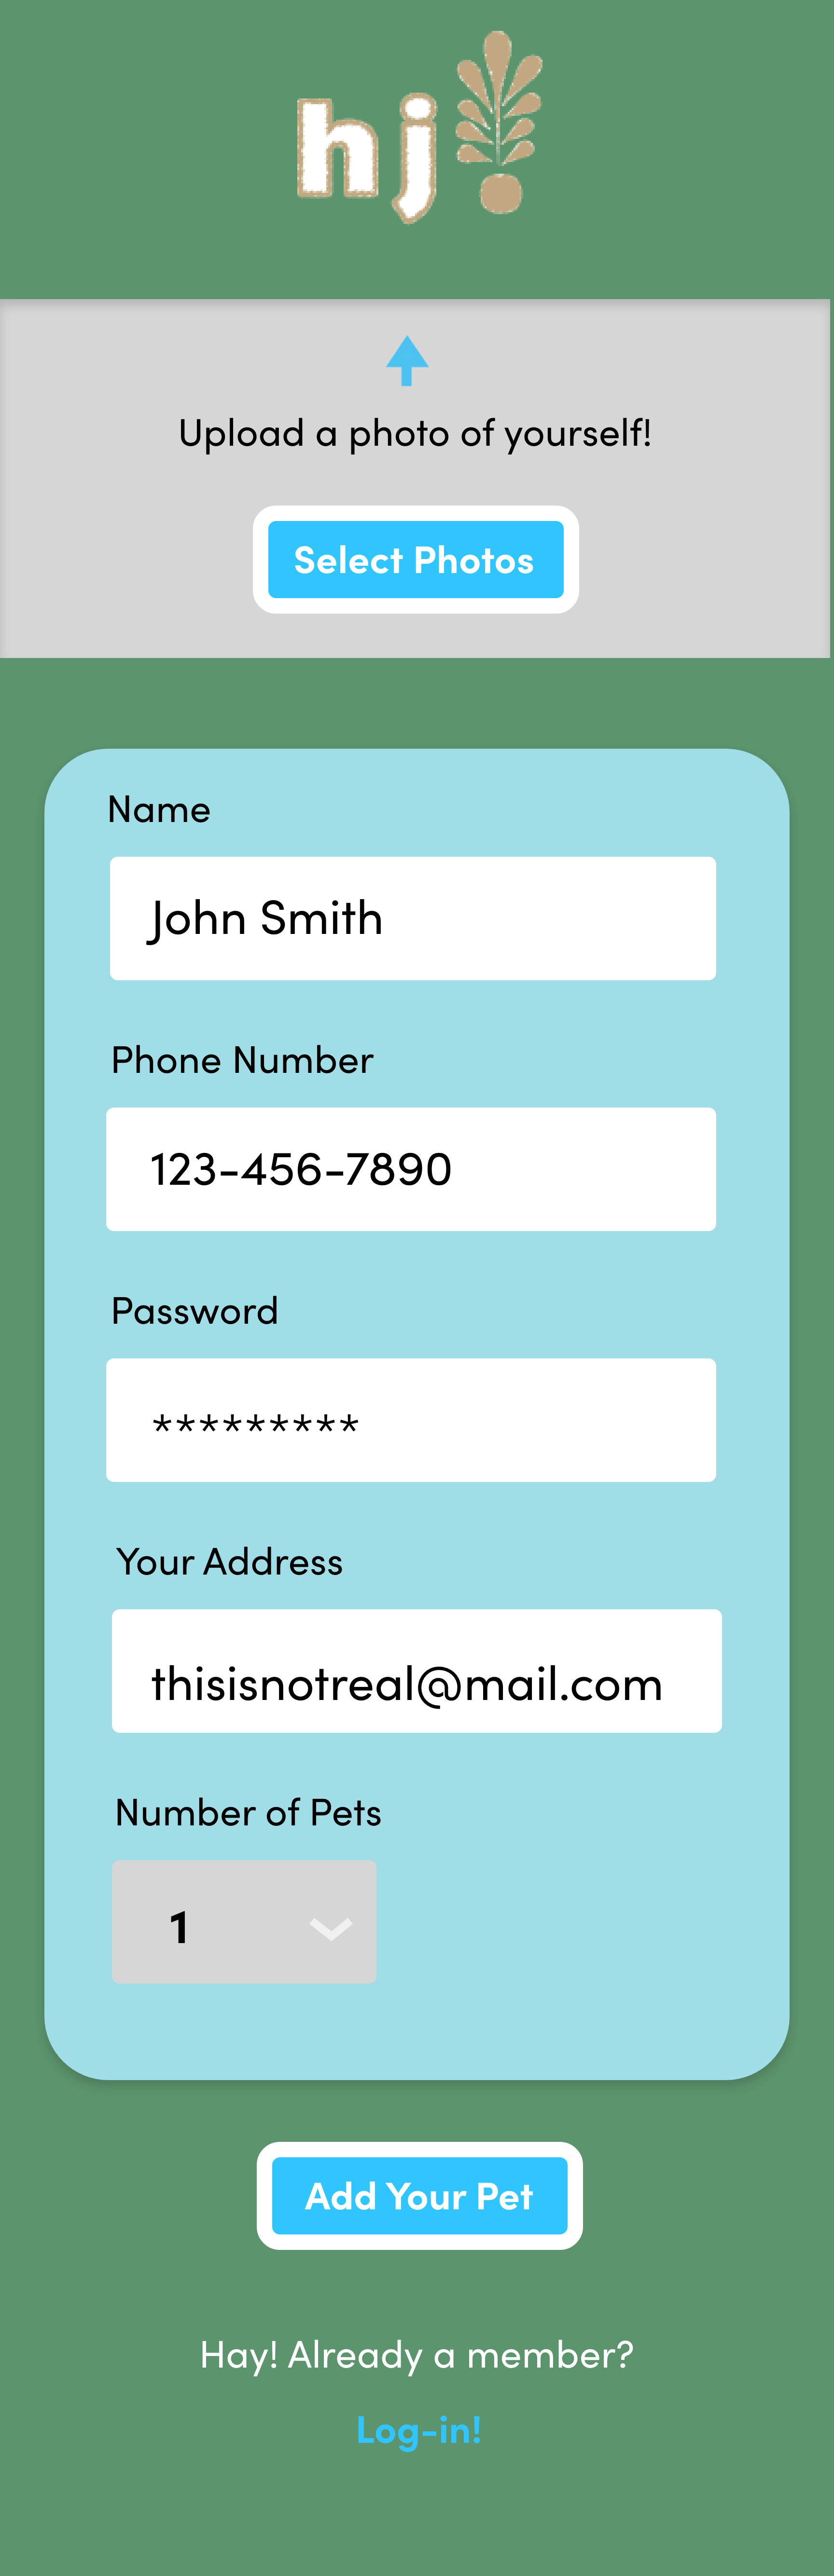 hj
Upload a photo of yourself!
Select Photos
Name
John Smith
Phone Number
123-456-7890
Password
*********
Your Address
thisisnotreal@mail.com
Number of Pets
1
Add Your Pet
Hay! Already a member?
Log-in!